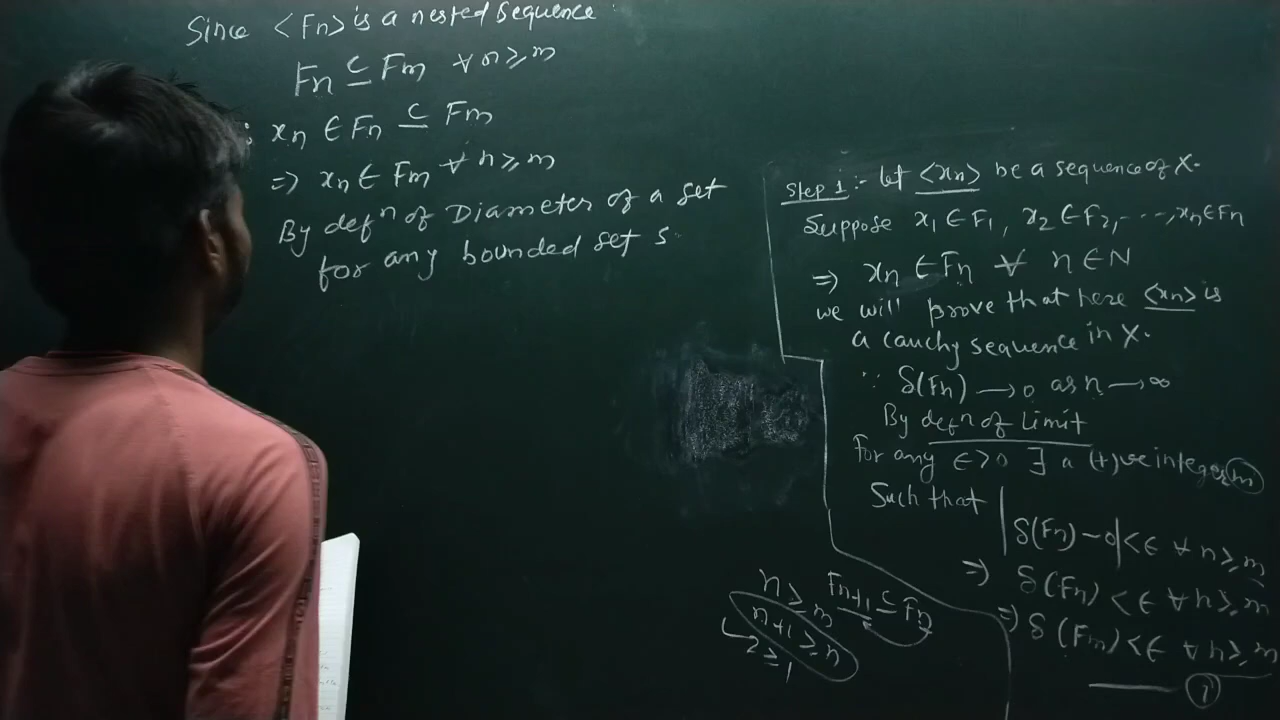 Since <Fn> is a nested sequence
Fn ⊆ Fm ∀ n ≥ m
xn ∈ Fn ⊆ Fm
=> xn ∈ Fm ∀ n ≥ m
By defⁿ of Diameter of a set
for any bounded set S
Step 1 :- let <xn> be a sequence of X.
Suppose x1 ∈ F1, x2 ∈ F2, ....., xn ∈ Fn
=> xn ∈ Fn ∀ n ∈ N
we will prove that here <xn> is
a cauchy sequence in X.
∵ δ(Fn) → 0 as n → ∞
By defⁿ of Limit
For any ϵ > 0 ∃ a (+)ve integer m
Such that
|δ(Fn) - 0| < ϵ ∀ n ≥ m
=> δ(Fn) < ϵ ∀ n ≥ m
=> δ(Fm) < ϵ ∀ n ≥ m
n ≥ m
Fn+1 ⊆ Fn
n+1 ≥ n
2 ≥ 1